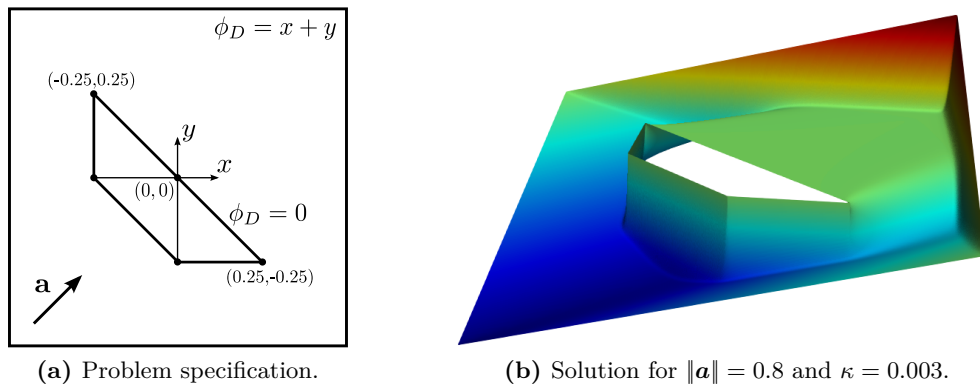 ϕ_D = x + y
(-0.25,0.25)
y
x
(0, 0)
ϕ_D = 0
a
(0.25,-0.25)
(a) Problem specification.
(b) Solution for ‖a‖ = 0.8 and κ = 0.003.